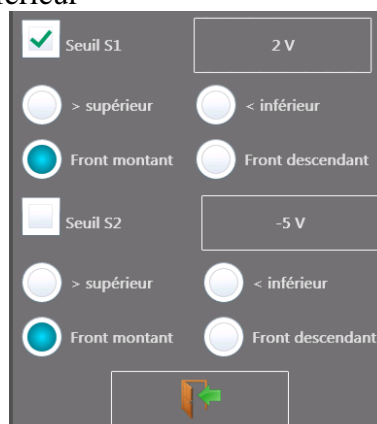 Seuil S1 2 V
> supérieur < inférieur
Front montant Front descendant
Seuil S2 -5 V
> supérieur < inférieur
Front montant Front descendant